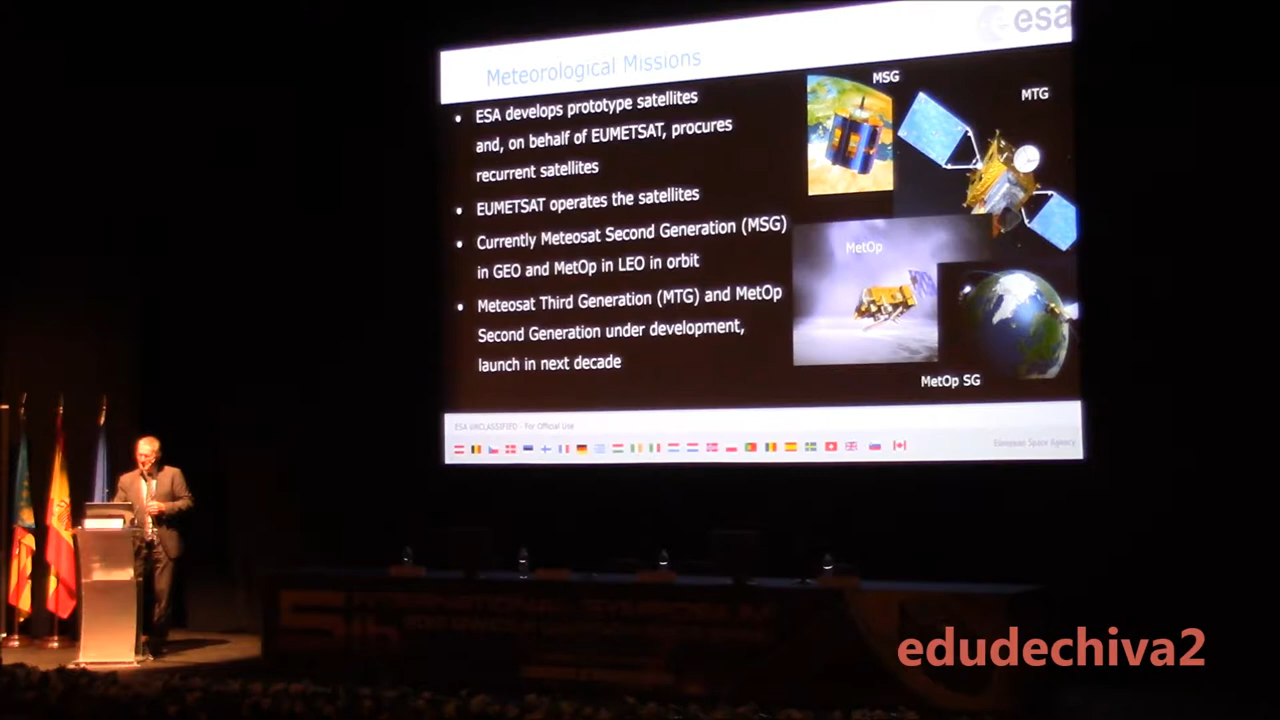 esa
Meteorological Missions
• ESA develops prototype satellites
and, on behalf of EUMETSAT, procures
recurrent satellites
• EUMETSAT operates the satellites
• Currently Meteosat Second Generation (MSG)
in GEO and MetOp in LEO in orbit
• Meteosat Third Generation (MTG) and MetOp
Second Generation under development,
launch in next decade
MSG
MTG
MetOp
MetOp SG
ESA UNCLASSIFIED - For Official Use
European Space Agency
5th INTERNATIONAL SYMPOSIUM
edudechiva2